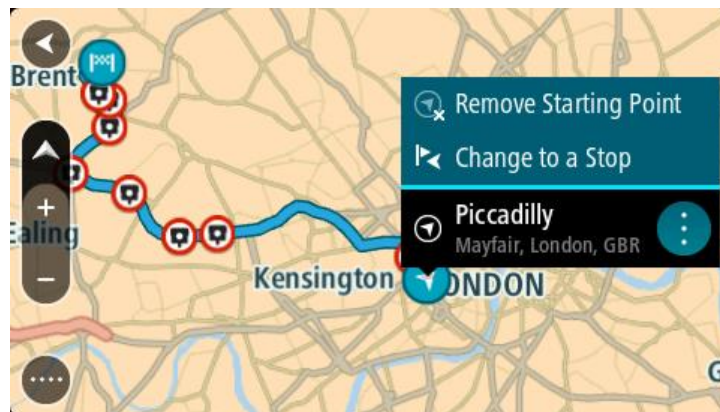 Brent
Remove Starting Point
Change to a Stop
Piccadilly
Mayfair, London, GBR
Ealing
Kensington
ONDON
G